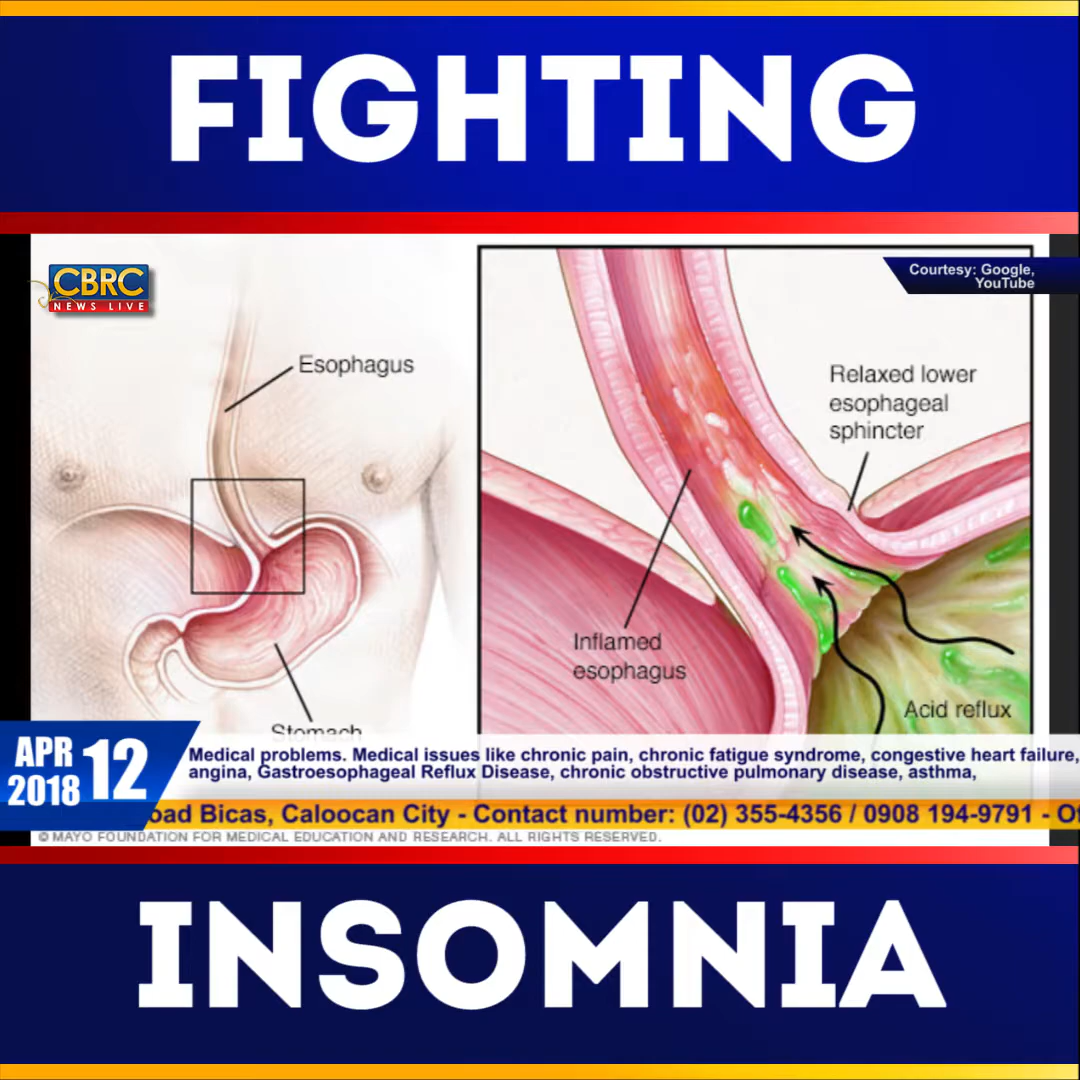 FIGHTING
CBRC
NEWS LIVE
Courtesy: Google,
YouTube
Esophagus
Relaxed lower
esophageal
sphincter
Inflamed
esophagus
Acid reflux
Stomach
APR
2018
12
Medical problems. Medical issues like chronic pain, chronic fatigue syndrome, congestive heart failure,
angina, Gastroesophageal Reflux Disease, chronic obstructive pulmonary disease, asthma,
oad Bicas, Caloocan City - Contact number: (02) 355-4356 / 0908 194-9791 - Of
© MAYO FOUNDATION FOR MEDICAL EDUCATION AND RESEARCH. ALL RIGHTS RESERVED.
INSOMNIA